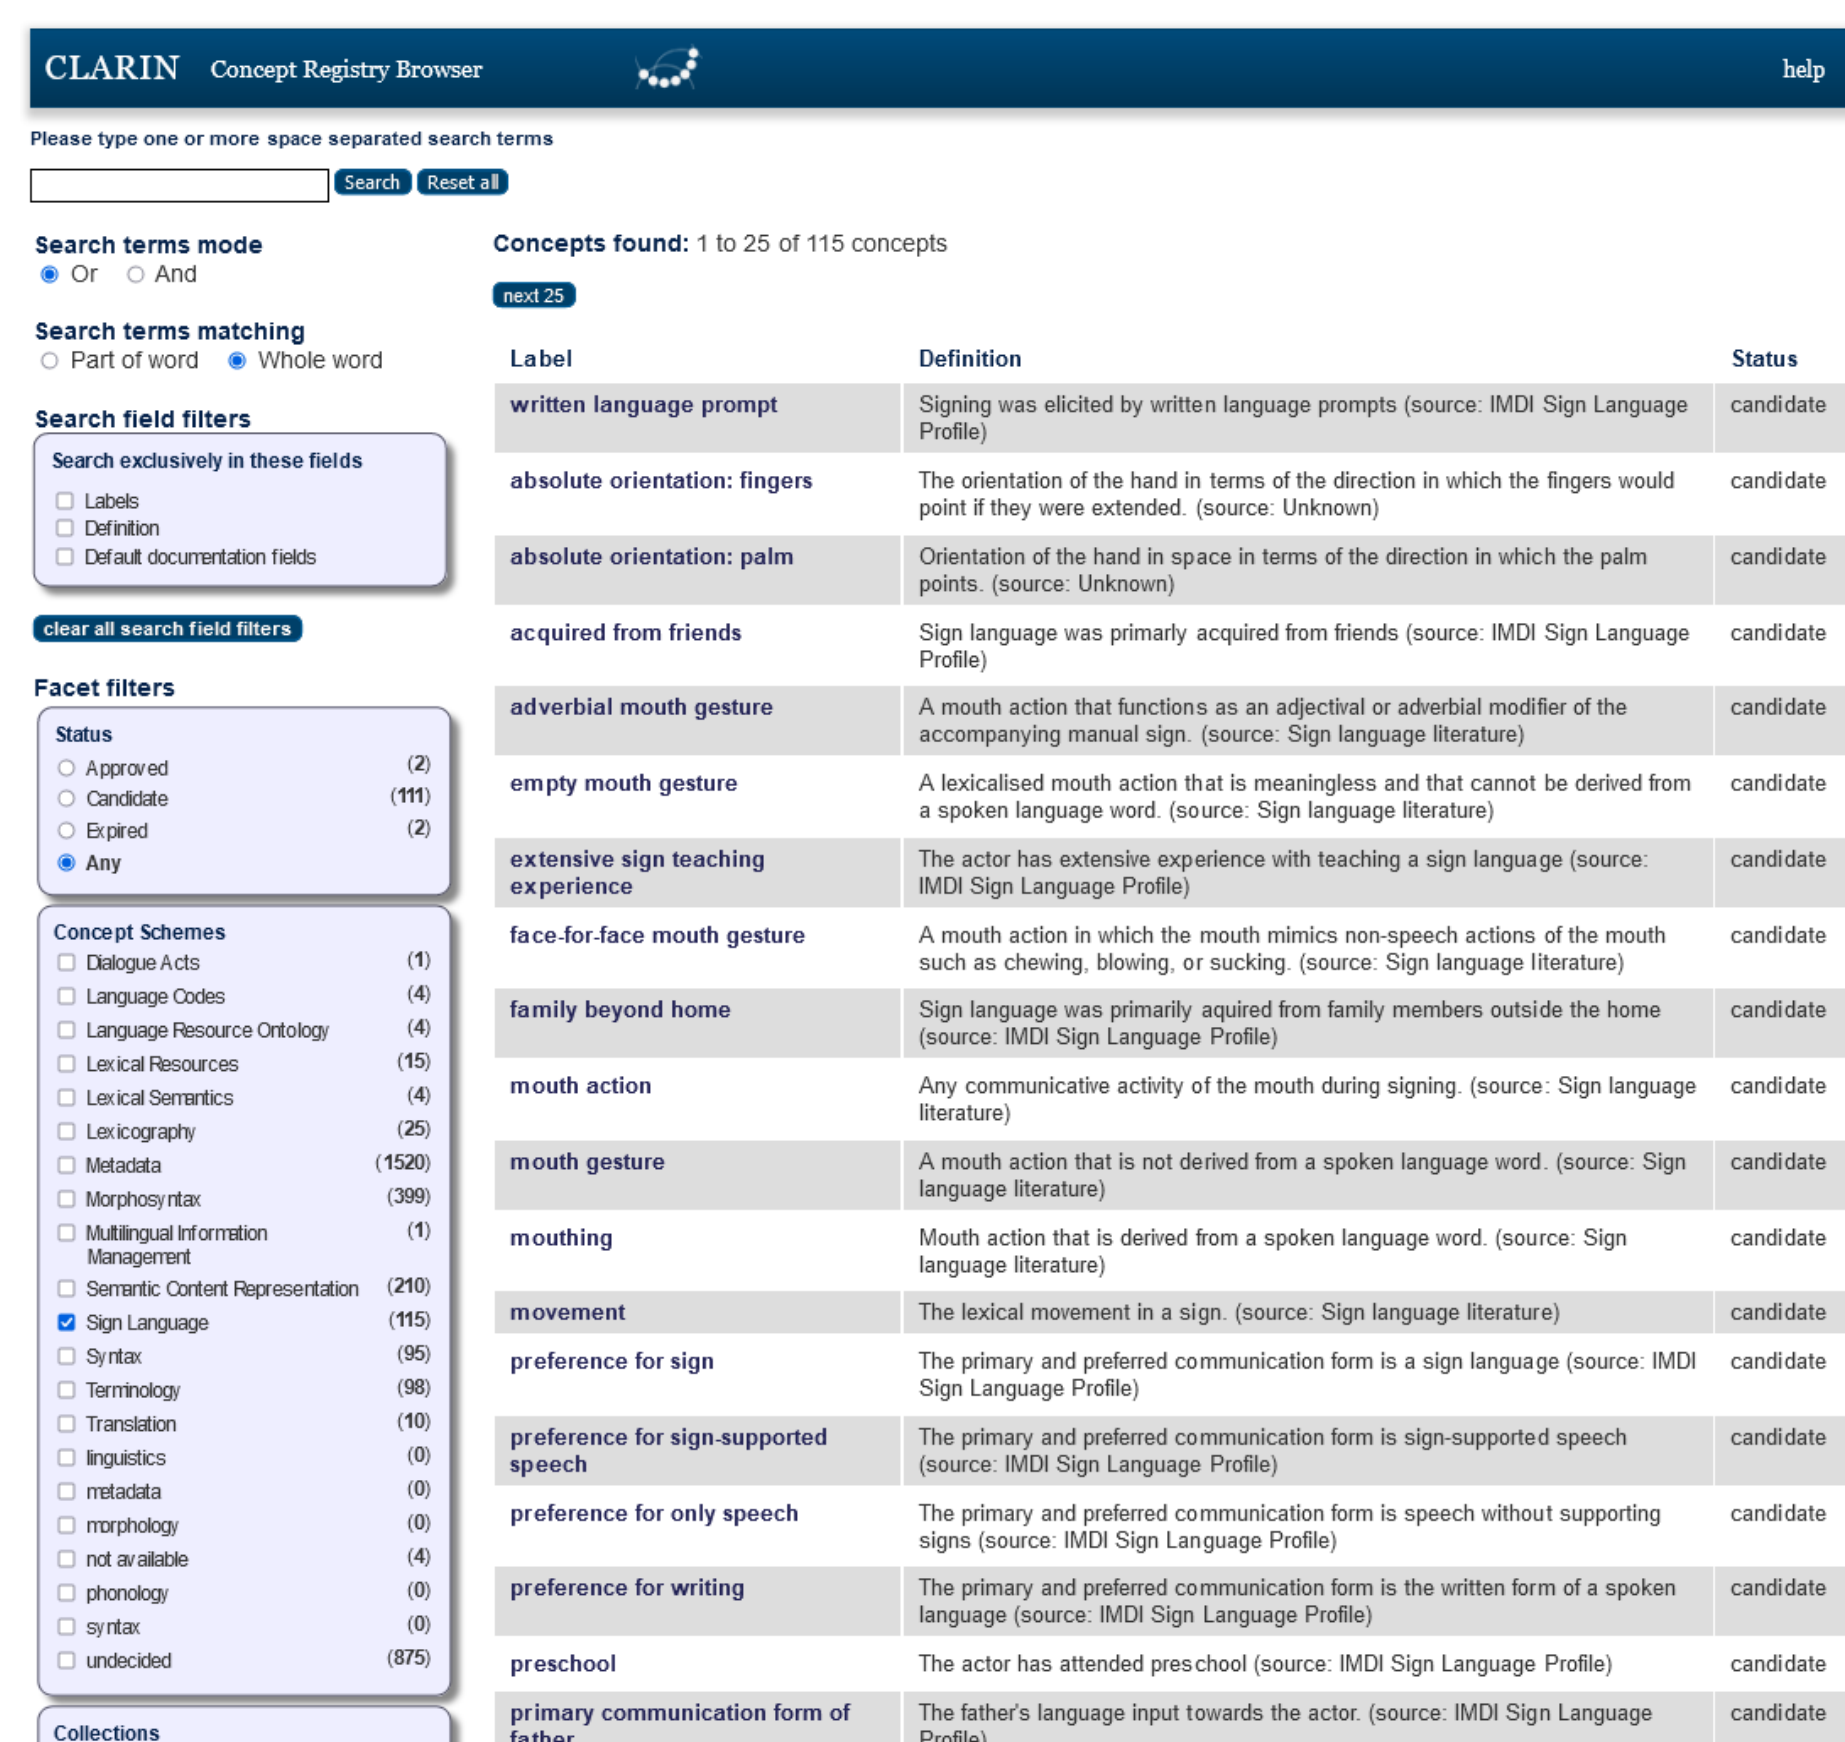 CLARIN Concept Registry Browser help
Please type one or more space separated search terms
Search Reset all
Search terms mode
Or And
Search terms matching
Part of word Whole word
Search field filters
Search exclusively in these fields
Labels
Definition
Default documentation fields
clear all search field filters
Facet filters
Status
Approved (2)
Candidate (111)
Expired (2)
Any
Concept Schemes
Dialogue Acts (1)
Language Codes (4)
Language Resource Ontology (4)
Lexical Resources (15)
Lexical Semantics (4)
Lexicography (25)
Metadata (1520)
Morphosyntax (399)
Multilingual Information (1)
Management
Semantic Content Representation (210)
Sign Language (115)
Syntax (95)
Terminology (98)
Translation (10)
linguistics (0)
metadata (0)
morphology (0)
not available (4)
phonology (0)
syntax (0)
undecided (875)
Collections
Concepts found: 1 to 25 of 115 concepts
next 25
Label Definition Status
written language prompt Signing was elicited by written language prompts (source: IMDI Sign Language candidate
Profile)
absolute orientation: fingers The orientation of the hand in terms of the direction in which the fingers would candidate
point if they were extended. (source: Unknown)
absolute orientation: palm Orientation of the hand in space in terms of the direction in which the palm candidate
points. (source: Unknown)
acquired from friends Sign language was primarly acquired from friends (source: IMDI Sign Language candidate
Profile)
adverbial mouth gesture A mouth action that functions as an adjectival or adverbial modifier of the candidate
accompanying manual sign. (source: Sign language literature)
empty mouth gesture A lexicalised mouth action that is meaningless and that cannot be derived from candidate
a spoken language word. (source: Sign language literature)
extensive sign teaching The actor has extensive experience with teaching a sign language (source: candidate
experience IMDI Sign Language Profile)
face-for-face mouth gesture A mouth action in which the mouth mimics non-speech actions of the mouth candidate
such as chewing, blowing, or sucking. (source: Sign language literature)
family beyond home Sign language was primarily aquired from family members outside the home candidate
(source: IMDI Sign Language Profile)
mouth action Any communicative activity of the mouth during signing. (source: Sign language candidate
literature)
mouth gesture A mouth action that is not derived from a spoken language word. (source: Sign candidate
language literature)
mouthing Mouth action that is derived from a spoken language word. (source: Sign candidate
language literature)
movement The lexical movement in a sign. (source: Sign language literature) candidate
preference for sign The primary and preferred communication form is a sign language (source: IMDI candidate
Sign Language Profile)
preference for sign-supported The primary and preferred communication form is sign-supported speech candidate
speech (source: IMDI Sign Language Profile)
preference for only speech The primary and preferred communication form is speech without supporting candidate
signs (source: IMDI Sign Language Profile)
preference for writing The primary and preferred communication form is the written form of a spoken candidate
language (source: IMDI Sign Language Profile)
preschool The actor has attended preschool (source: IMDI Sign Language Profile) candidate
primary communication form of The father's language input towards the actor. (source: IMDI Sign Language candidate
father Profile)